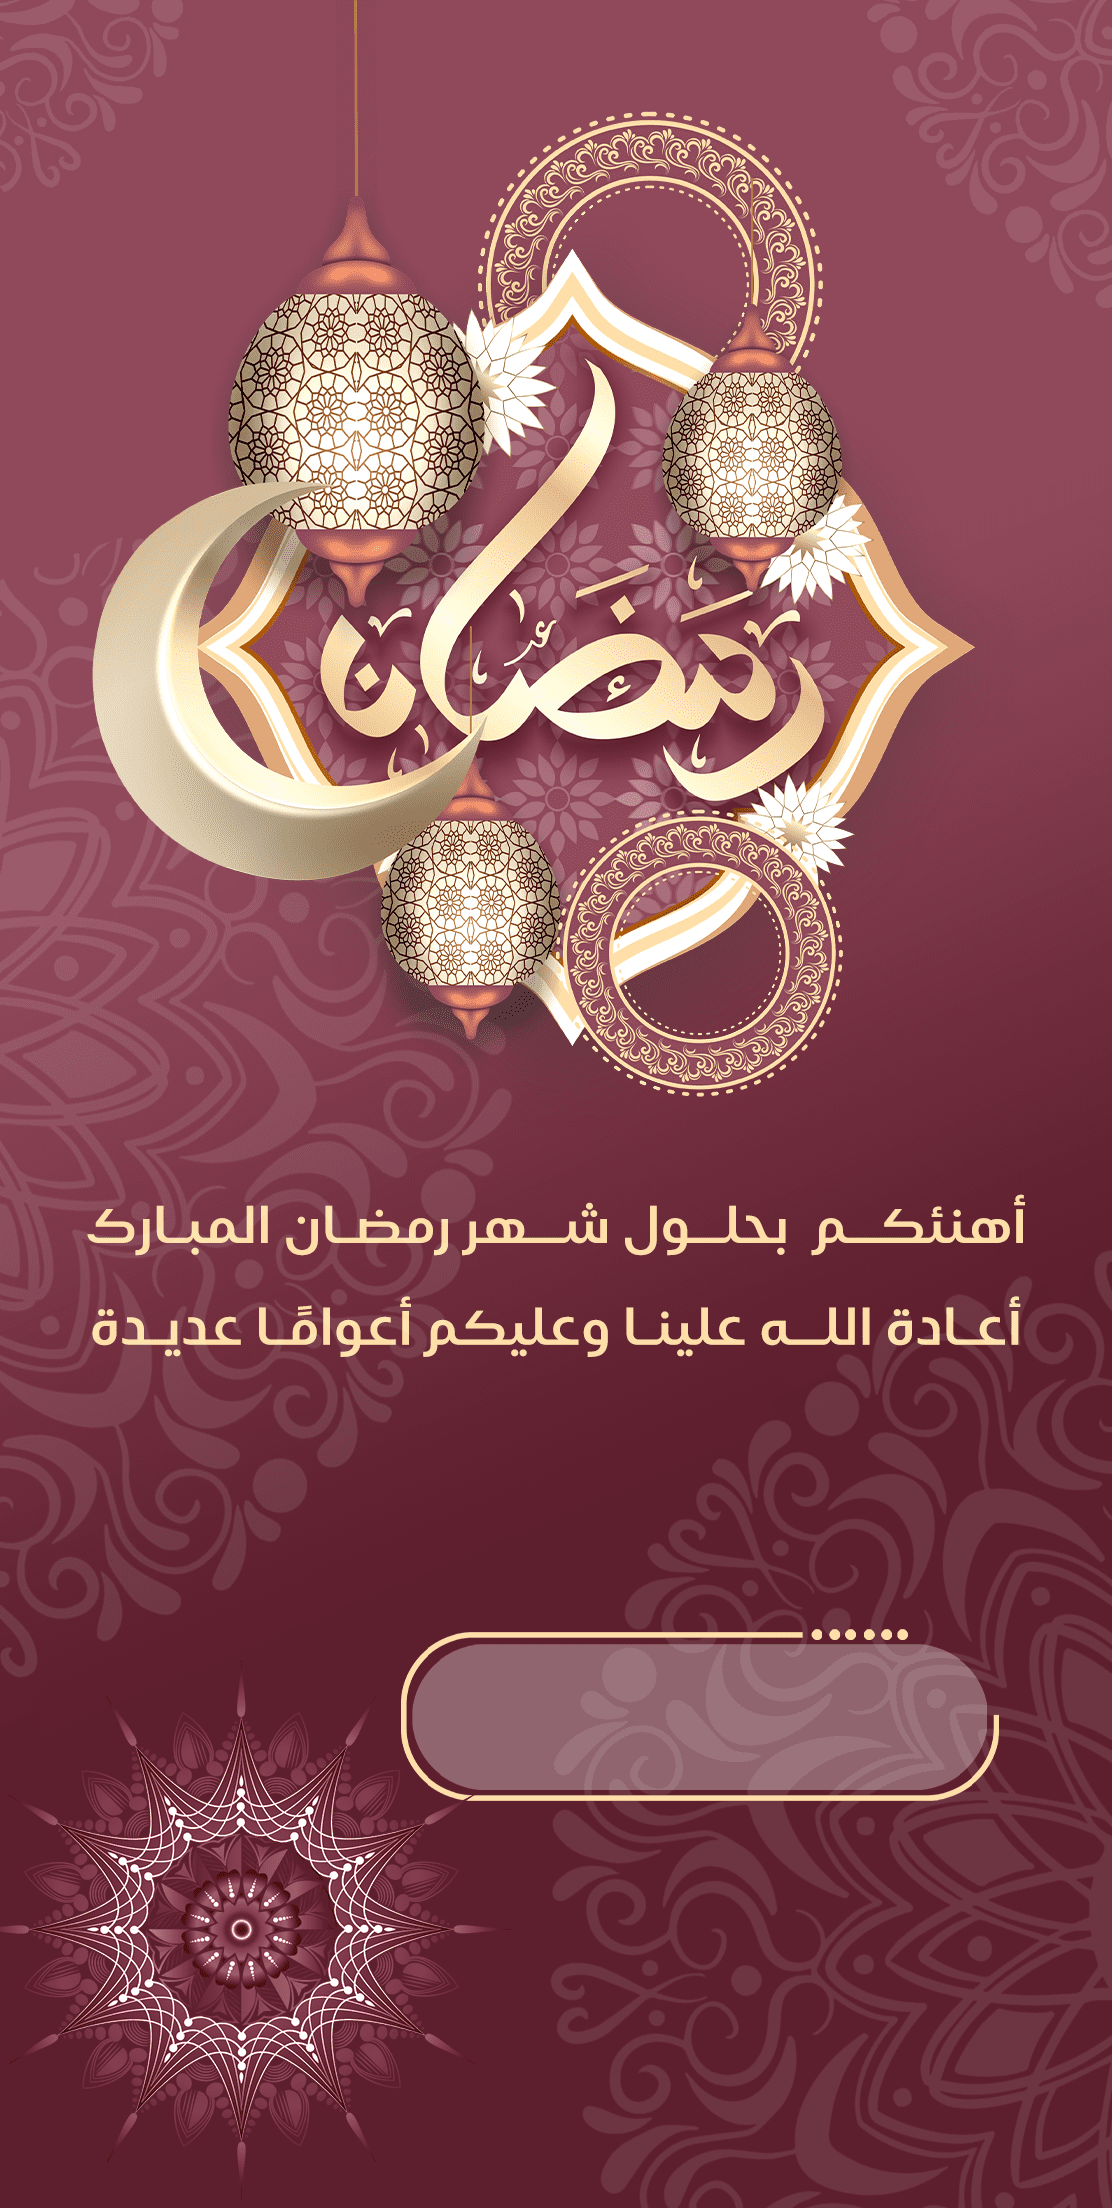 رمضان
أهنئكم بحلول شهر رمضان المبارك
أعادة الله علينا وعليكم أعوامًا عديدة